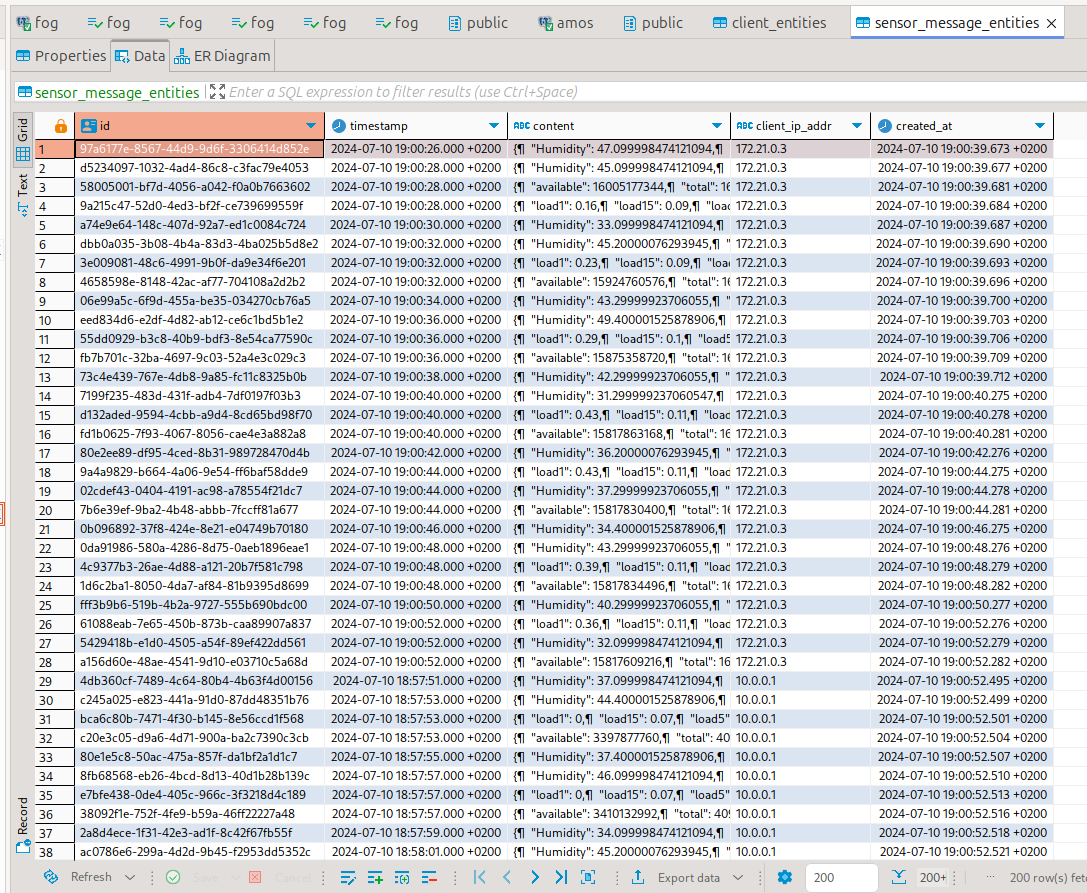 fog fog fog fog fog fog public amos public client_entities sensor_message_entities
Properties Data ER Diagram
sensor_message_entities Enter a SQL expression to filter results (use Ctrl+Space)
Grid
Text
Record
id timestamp ABC content ABC client_ip_addr created_at
1 97a6177e-8567-44d9-9d6f-3306414d852e 2024-07-10 19:00:26.000 +0200 {¶ "Humidity": 47.099998474121094,¶ 172.21.0.3 2024-07-10 19:00:39.673 +0200
2 d5234097-1032-4ad4-86c8-c3fac79e4053 2024-07-10 19:00:28.000 +0200 {¶ "Humidity": 45.099998474121094,¶ 172.21.0.3 2024-07-10 19:00:39.677 +0200
3 58005001-bf7d-4056-a042-f0a0b7663602 2024-07-10 19:00:28.000 +0200 {¶ "available": 16005177344,¶ "total": 16 172.21.0.3 2024-07-10 19:00:39.681 +0200
4 9a215c47-52d0-4ed3-bf2f-ce739699559f 2024-07-10 19:00:28.000 +0200 {¶ "load1": 0.16,¶ "load15": 0.09,¶ "loa 172.21.0.3 2024-07-10 19:00:39.684 +0200
5 a74e9e64-148c-407d-92a7-ed1c0084c724 2024-07-10 19:00:30.000 +0200 {¶ "Humidity": 33.099998474121094,¶ 172.21.0.3 2024-07-10 19:00:39.687 +0200
6 dbb0a035-3b08-4b4a-83d3-4ba025b5d8e2 2024-07-10 19:00:32.000 +0200 {¶ "Humidity": 45.20000076293945,¶ " 172.21.0.3 2024-07-10 19:00:39.690 +0200
7 3e009081-48c6-4991-9b0f-da9e34f6e201 2024-07-10 19:00:32.000 +0200 {¶ "load1": 0.23,¶ "load15": 0.09,¶ "loa 172.21.0.3 2024-07-10 19:00:39.693 +0200
8 4658598e-8148-42ac-af77-704108a2d2b2 2024-07-10 19:00:32.000 +0200 {¶ "available": 15924760576,¶ "total": 16 172.21.0.3 2024-07-10 19:00:39.696 +0200
9 06e99a5c-6f9d-455a-be35-034270cb76a5 2024-07-10 19:00:34.000 +0200 {¶ "Humidity": 43.29999923706055,¶ " 172.21.0.3 2024-07-10 19:00:39.700 +0200
10 eed834d6-e2df-4d82-ab12-ce6c1bd5b1e2 2024-07-10 19:00:36.000 +0200 {¶ "Humidity": 49.400001525878906,¶ 172.21.0.3 2024-07-10 19:00:39.703 +0200
11 55dd0929-b3c8-40b9-bdf3-8e54ca77590c 2024-07-10 19:00:36.000 +0200 {¶ "load1": 0.29,¶ "load15": 0.1,¶ "load5 172.21.0.3 2024-07-10 19:00:39.706 +0200
12 fb7b701c-32ba-4697-9c03-52a4e3c029c3 2024-07-10 19:00:36.000 +0200 {¶ "available": 15875358720,¶ "total": 16 172.21.0.3 2024-07-10 19:00:39.709 +0200
13 73c4e439-767e-4db8-9a85-fc11c8325b0b 2024-07-10 19:00:38.000 +0200 {¶ "Humidity": 42.29999923706055,¶ " 172.21.0.3 2024-07-10 19:00:39.712 +0200
14 7199f235-483d-431f-adb4-7df0197f03b3 2024-07-10 19:00:40.000 +0200 {¶ "Humidity": 31.299999237060547,¶ 172.21.0.3 2024-07-10 19:00:40.275 +0200
15 d132aded-9594-4cbb-a9d4-8cd65bd98f70 2024-07-10 19:00:40.000 +0200 {¶ "load1": 0.43,¶ "load15": 0.11,¶ "loa 172.21.0.3 2024-07-10 19:00:40.278 +0200
16 fd1b0625-7f93-4067-8056-cae4e3a882a8 2024-07-10 19:00:40.000 +0200 {¶ "available": 15817863168,¶ "total": 16 172.21.0.3 2024-07-10 19:00:40.281 +0200
17 80e2ee89-df95-4ced-8b31-989728470d4b 2024-07-10 19:00:42.000 +0200 {¶ "Humidity": 36.20000076293945,¶ " 172.21.0.3 2024-07-10 19:00:42.276 +0200
18 9a4a9829-b664-4a06-9e54-ff6baf58dde9 2024-07-10 19:00:44.000 +0200 {¶ "load1": 0.43,¶ "load15": 0.11,¶ "loa 172.21.0.3 2024-07-10 19:00:44.275 +0200
19 02cdef43-0404-4191-ac98-a78554f21dc7 2024-07-10 19:00:44.000 +0200 {¶ "Humidity": 37.29999923706055,¶ " 172.21.0.3 2024-07-10 19:00:44.278 +0200
20 7b6e39ef-9ba2-4b48-abbb-7fccff81a677 2024-07-10 19:00:44.000 +0200 {¶ "available": 15817830400,¶ "total": 16 172.21.0.3 2024-07-10 19:00:44.281 +0200
21 0b096892-37f8-424e-8e21-e04749b70180 2024-07-10 19:00:46.000 +0200 {¶ "Humidity": 34.400001525878906,¶ 172.21.0.3 2024-07-10 19:00:46.275 +0200
22 0da91986-580a-4286-8d75-0aeb1896eae1 2024-07-10 19:00:48.000 +0200 {¶ "Humidity": 43.29999923706055,¶ " 172.21.0.3 2024-07-10 19:00:48.276 +0200
23 4c9377b3-26ae-4d88-a121-20b7f581c798 2024-07-10 19:00:48.000 +0200 {¶ "load1": 0.39,¶ "load15": 0.11,¶ "loa 172.21.0.3 2024-07-10 19:00:48.279 +0200
24 1d6c2ba1-8050-4da7-af84-81b9395d8699 2024-07-10 19:00:48.000 +0200 {¶ "available": 15817834496,¶ "total": 16 172.21.0.3 2024-07-10 19:00:48.282 +0200
25 fff3b9b6-519b-4b2a-9727-555b690bdc00 2024-07-10 19:00:50.000 +0200 {¶ "Humidity": 40.29999923706055,¶ " 172.21.0.3 2024-07-10 19:00:50.277 +0200
26 61088eab-7e65-450b-873b-caa89907a837 2024-07-10 19:00:52.000 +0200 {¶ "load1": 0.36,¶ "load15": 0.11,¶ "loa 172.21.0.3 2024-07-10 19:00:52.276 +0200
27 5429418b-e1d0-4505-a54f-89ef422dd561 2024-07-10 19:00:52.000 +0200 {¶ "Humidity": 32.099998474121094,¶ 172.21.0.3 2024-07-10 19:00:52.279 +0200
28 a156d60e-48ae-4541-9d10-e03710c5a68d 2024-07-10 19:00:52.000 +0200 {¶ "available": 15817609216,¶ "total": 16 172.21.0.3 2024-07-10 19:00:52.282 +0200
29 4db360cf-7489-4c64-80b4-4b63f4d00156 2024-07-10 18:57:51.000 +0200 {¶ "Humidity": 37.099998474121094,¶ 10.0.0.1 2024-07-10 19:00:52.495 +0200
30 c245a025-e823-441a-91d0-87dd48351b76 2024-07-10 18:57:53.000 +0200 {¶ "Humidity": 44.400001525878906,¶ 10.0.0.1 2024-07-10 19:00:52.499 +0200
31 bca6c80b-7471-4f30-b145-8e56ccd1f568 2024-07-10 18:57:53.000 +0200 {¶ "load1": 0,¶ "load15": 0.07,¶ "load5" 10.0.0.1 2024-07-10 19:00:52.501 +0200
32 c20e3c05-d9a6-4d71-900a-ba2c7390c3cb 2024-07-10 18:57:53.000 +0200 {¶ "available": 3397877760,¶ "total": 40 10.0.0.1 2024-07-10 19:00:52.504 +0200
33 80e1e5c8-50ac-475a-857f-da1bf2a1d1c7 2024-07-10 18:57:55.000 +0200 {¶ "Humidity": 37.400001525878906,¶ 10.0.0.1 2024-07-10 19:00:52.507 +0200
34 8fb68568-eb26-4bcd-8d13-40d1b28b139c 2024-07-10 18:57:57.000 +0200 {¶ "Humidity": 46.099998474121094,¶ 10.0.0.1 2024-07-10 19:00:52.510 +0200
35 e7bfe438-0de4-405c-966c-3f3218d4c189 2024-07-10 18:57:57.000 +0200 {¶ "load1": 0,¶ "load15": 0.07,¶ "load5" 10.0.0.1 2024-07-10 19:00:52.513 +0200
36 38092f1e-752f-4fe9-b59a-46ff22227a48 2024-07-10 18:57:57.000 +0200 {¶ "available": 3410132992,¶ "total": 409 10.0.0.1 2024-07-10 19:00:52.516 +0200
37 2a8d4ece-1f31-42e3-ad1f-8c42f67fb55f 2024-07-10 18:57:59.000 +0200 {¶ "Humidity": 34.099998474121094,¶ 10.0.0.1 2024-07-10 19:00:52.518 +0200
38 ac0786e6-299a-4d2d-9b45-f2953dd5352c 2024-07-10 18:58:01.000 +0200 {¶ "Humidity": 45.20000076293945,¶ " 10.0.0.1 2024-07-10 19:00:52.521 +0200
Refresh Save Cancel Export data 200 200+ ... 200 row(s) fet